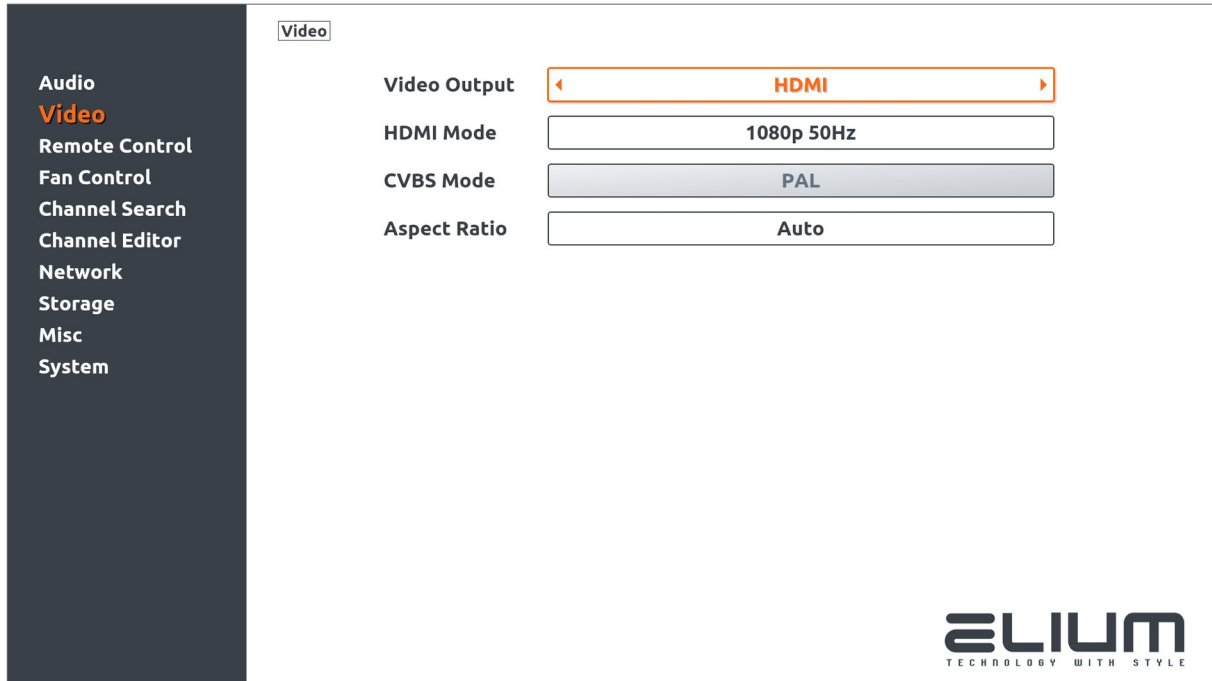 Video
Audio
Video
Remote Control
Fan Control
Channel Search
Channel Editor
Network
Storage
Misc
System
Video Output HDMI
HDMI Mode 1080p 50Hz
CVBS Mode PAL
Aspect Ratio Auto
ELIUM
TECHNOLOGY WITH STYLE